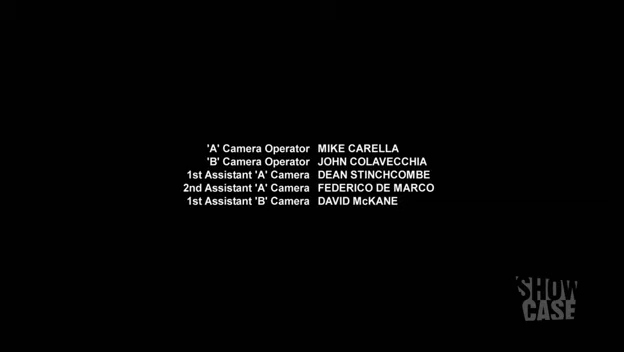 'A' Camera Operator MIKE CARELLA
'B' Camera Operator JOHN COLAVECCHIA
1st Assistant 'A' Camera DEAN STINCHCOMBE
2nd Assistant 'A' Camera FEDERICO DE MARCO
1st Assistant 'B' Camera DAVID McKANE
SHOW
CASE